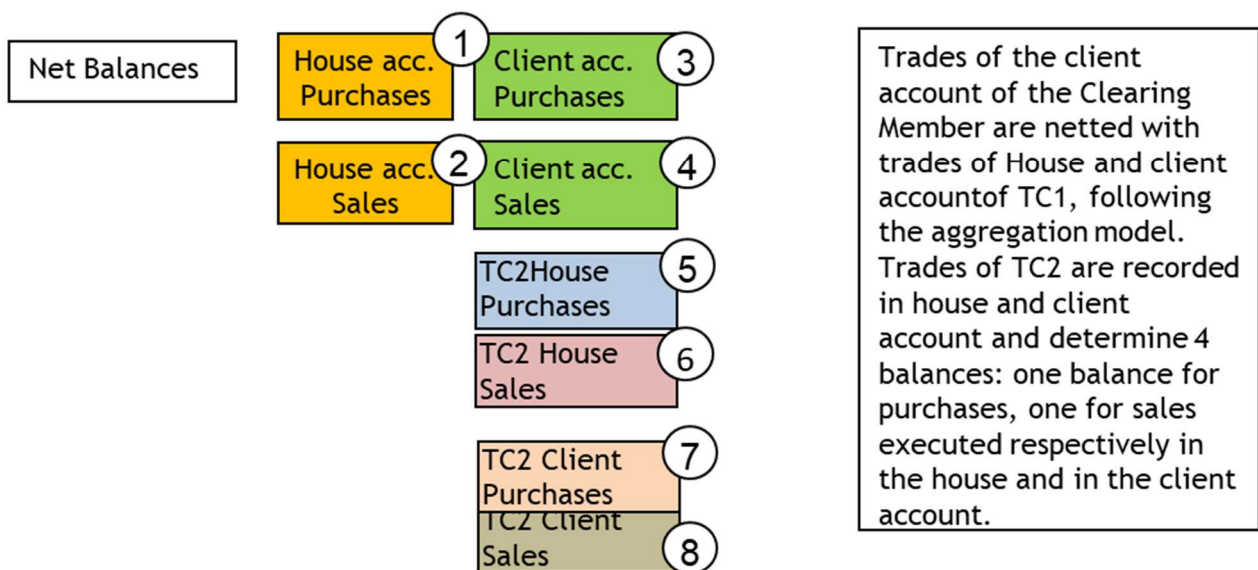 Net Balances
House acc.
Purchases
1
Client acc.
Purchases
3
House acc.
Sales
2
Client acc.
Sales
4
TC2House
Purchases
5
TC2 House
Sales
6
TC2 Client
Purchases
7
TC2 Client
Sales
8
Trades of the client
account of the Clearing
Member are netted with
trades of House and client
accountof TC1, following
the aggregation model.
Trades of TC2 are recorded
in house and client
account and determine 4
balances: one balance for
purchases, one for sales
executed respectively in
the house and in the client
account.